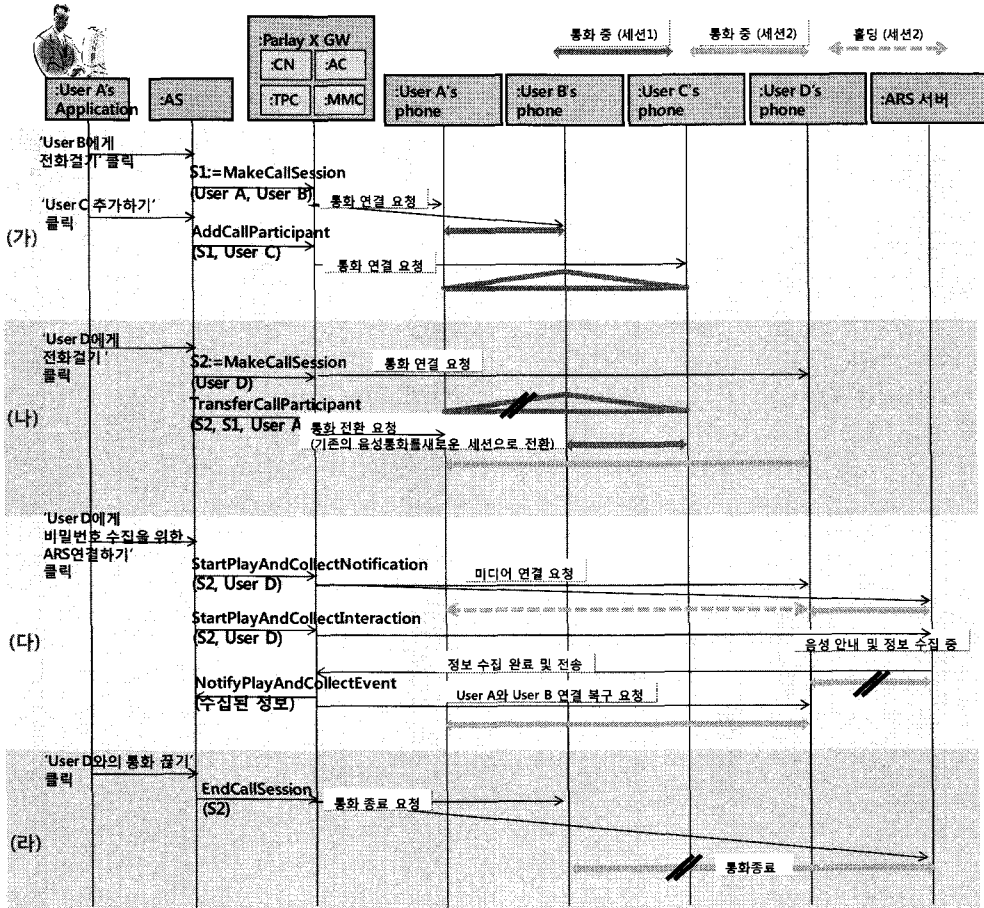 통화 중 (세션1)
통화 중 (세션2)
홀딩 (세션2)
:Parlay X GW
:CN
:AC
:TPC
:MMC
:User A's
Application
:AS
:User A's
phone
:User B's
phone
:User C's
phone
:User D's
phone
:ARS 서버
(가)
'User B에게
전화걸기' 클릭
S1:=MakeCallSession
(User A, User B)
통화 연결 요청
'User C 추가하기'
클릭
AddCallParticipant
(S1, User C)
통화 연결 요청
(나)
'User D에게
전화걸기'
클릭
S2:=MakeCallSession
(User D)
통화 연결 요청
TransferCallParticipant
(S2, S1, User A
통화 전환 요청
(기존의 음성통화를새로운 세션으로 전환)
(다)
'User D에게
비밀번호 수집을 위한
ARS연결하기'
클릭
StartPlayAndCollectNotification
(S2, User D)
미디어 연결 요청
StartPlayAndCollectInteraction
(S2, User D)
음성 안내 및 정보 수집 중
정보 수집 완료 및 전송
NotifyPlayAndCollectEvent
(수집된 정보)
User A와 User B 연결 복구 요청
(라)
'User D와의 통화 끊기'
클릭
EndCallSession
(S2)
통화 종료 요청
통화종료